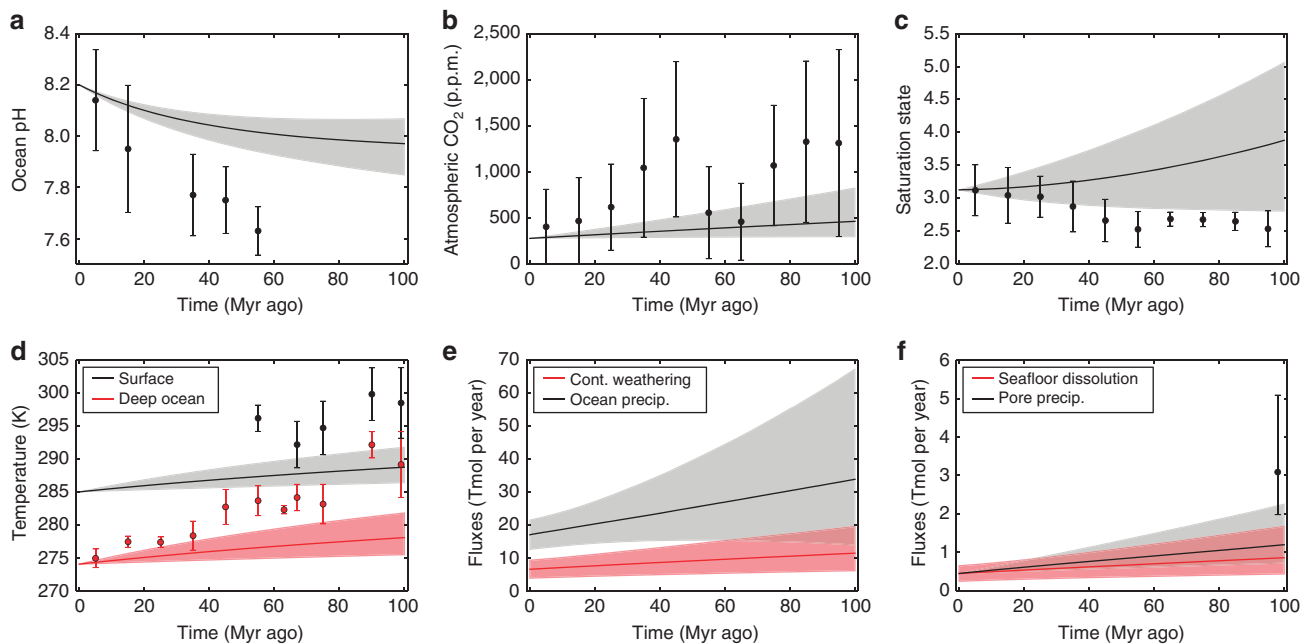 a
8.4
8.2
8.0
7.8
7.6
Ocean pH
0 20 40 60 80 100
Time (Myr ago)
b
2,500
2,000
1,500
1,000
500
0
Atmospheric CO2 (p.p.m.)
0 20 40 60 80 100
Time (Myr ago)
c
5.5
5.0
4.5
4.0
3.5
3.0
2.5
2.0
Saturation state
0 20 40 60 80 100
Time (Myr ago)
d
305
300
295
290
285
280
275
270
Temperature (K)
Surface
Deep ocean
0 20 40 60 80 100
Time (Myr ago)
e
70
60
50
40
30
20
10
0
Fluxes (Tmol per year)
Cont. weathering
Ocean precip.
0 20 40 60 80 100
Time (Myr ago)
f
6
5
4
3
2
1
0
Fluxes (Tmol per year)
Seafloor dissolution
Pore precip.
0 20 40 60 80 100
Time (Myr ago)